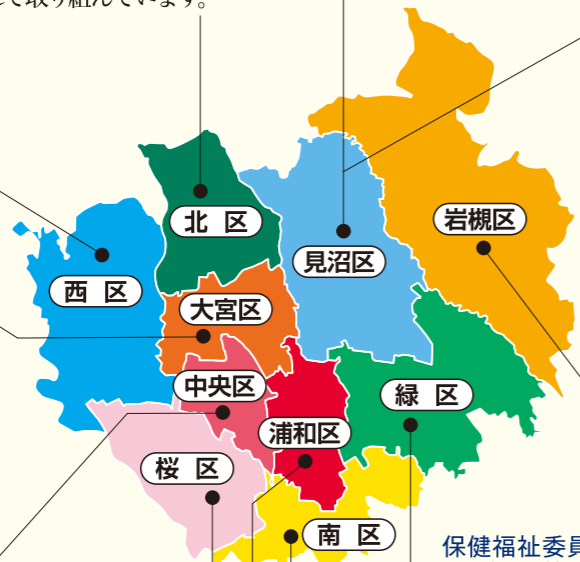 取り組んでいます。
北 区
岩槻区
見沼区
西 区
大宮区
中央区
緑 区
浦和区
桜 区
南 区
保健福祉委員